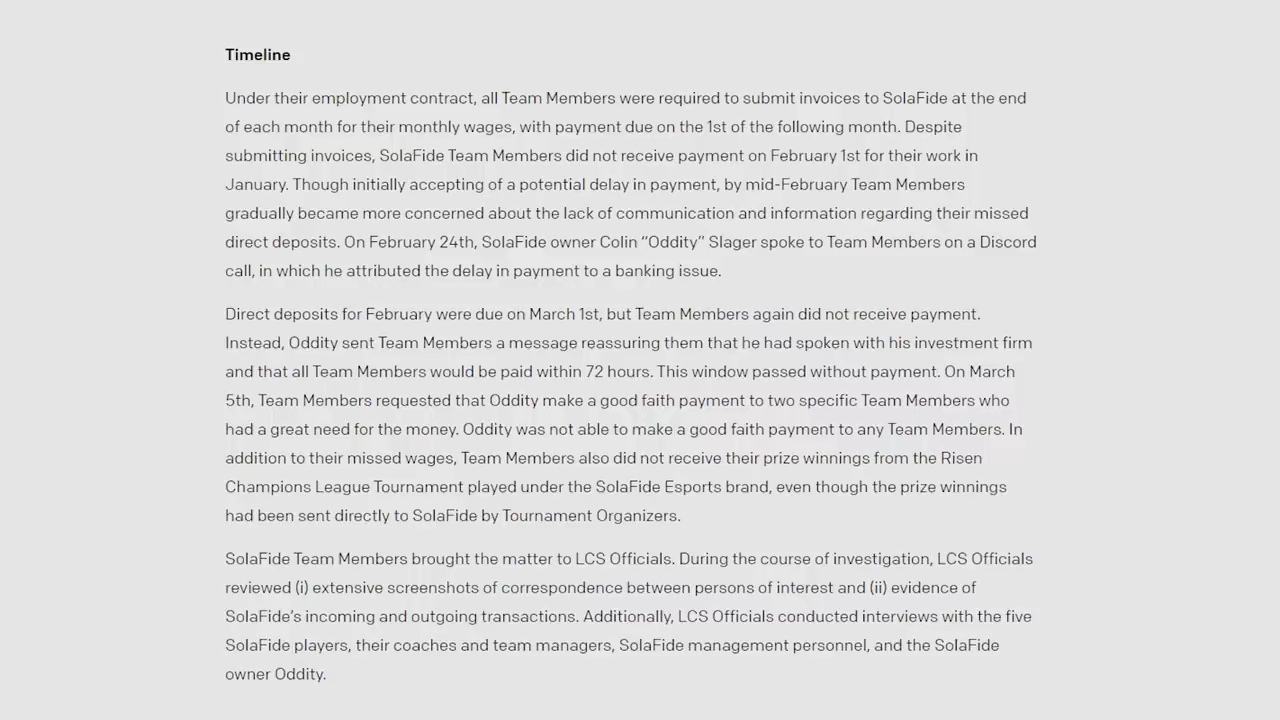 Timeline
Under their employment contract, all Team Members were required to submit invoices to SolaFide at the end
of each month for their monthly wages, with payment due on the 1st of the following month. Despite
submitting invoices, SolaFide Team Members did not receive payment on February 1st for their work in
January. Though initially accepting of a potential delay in payment, by mid-February Team Members
gradually became more concerned about the lack of communication and information regarding their missed
direct deposits. On February 24th, SolaFide owner Colin “Oddity” Slager spoke to Team Members on a Discord
call, in which he attributed the delay in payment to a banking issue.
Direct deposits for February were due on March 1st, but Team Members again did not receive payment.
Instead, Oddity sent Team Members a message reassuring them that he had spoken with his investment firm
and that all Team Members would be paid within 72 hours. This window passed without payment. On March
5th, Team Members requested that Oddity make a good faith payment to two specific Team Members who
had a great need for the money. Oddity was not able to make a good faith payment to any Team Members. In
addition to their missed wages, Team Members also did not receive their prize winnings from the Risen
Champions League Tournament played under the SolaFide Esports brand, even though the prize winnings
had been sent directly to SolaFide by Tournament Organizers.
SolaFide Team Members brought the matter to LCS Officials. During the course of investigation, LCS Officials
reviewed (i) extensive screenshots of correspondence between persons of interest and (ii) evidence of
SolaFide’s incoming and outgoing transactions. Additionally, LCS Officials conducted interviews with the five
SolaFide players, their coaches and team managers, SolaFide management personnel, and the SolaFide
owner Oddity.